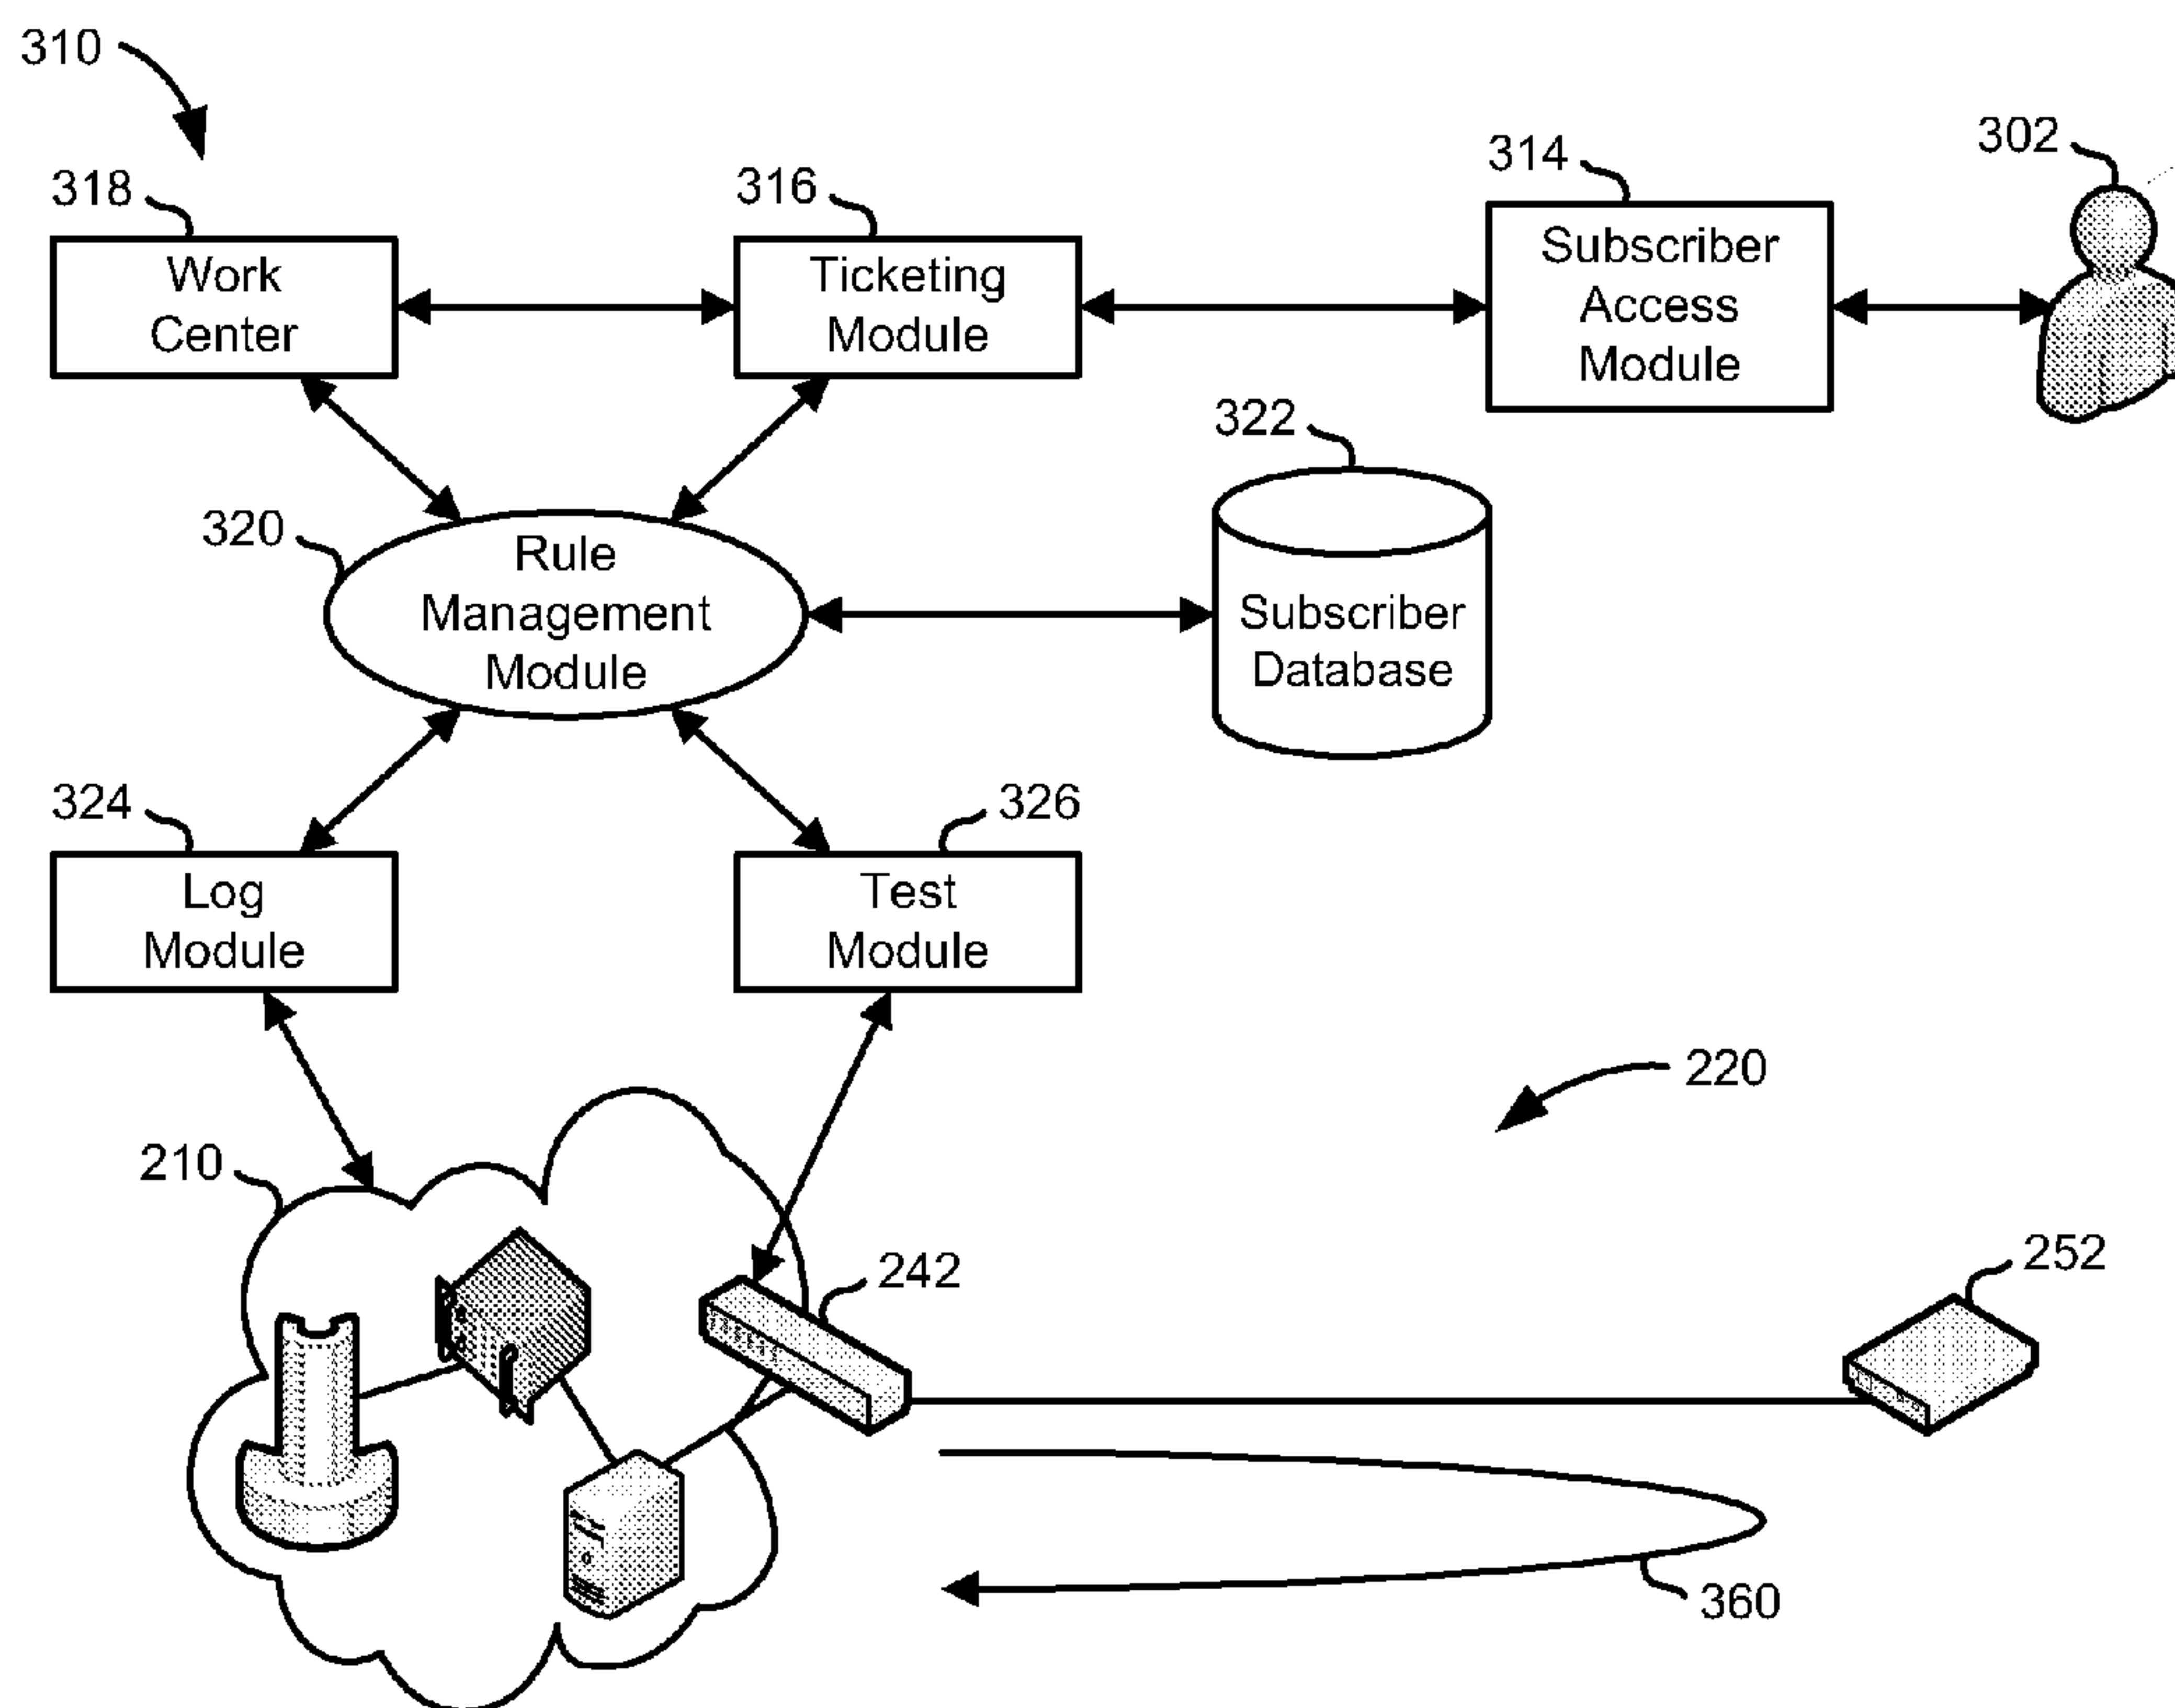 310
302
314
318
316
Work
Center
Ticketing
Module
Subscriber
Access
Module
322
320
Rule
Management
Module
Subscriber
Database
324
326
Log
Module
Test
Module
220
210
242
252
360